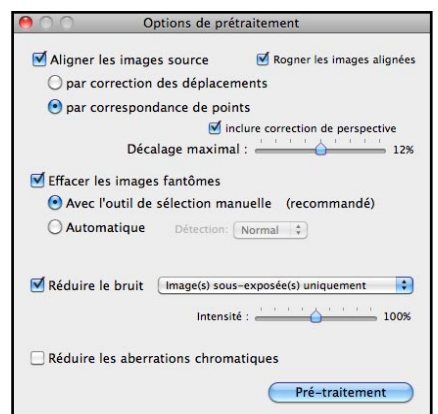 Options de prétraitement
Aligner les images source Rogner les images alignées
par correction des déplacements
par correspondance de points
inclure correction de perspective
Décalage maximal : 12%
Effacer les images fantômes
Avec l'outil de sélection manuelle (recommandé)
Automatique Détection: Normal
Réduire le bruit Image(s) sous-exposée(s) uniquement
Intensité : 100%
Réduire les aberrations chromatiques
Pré-traitement